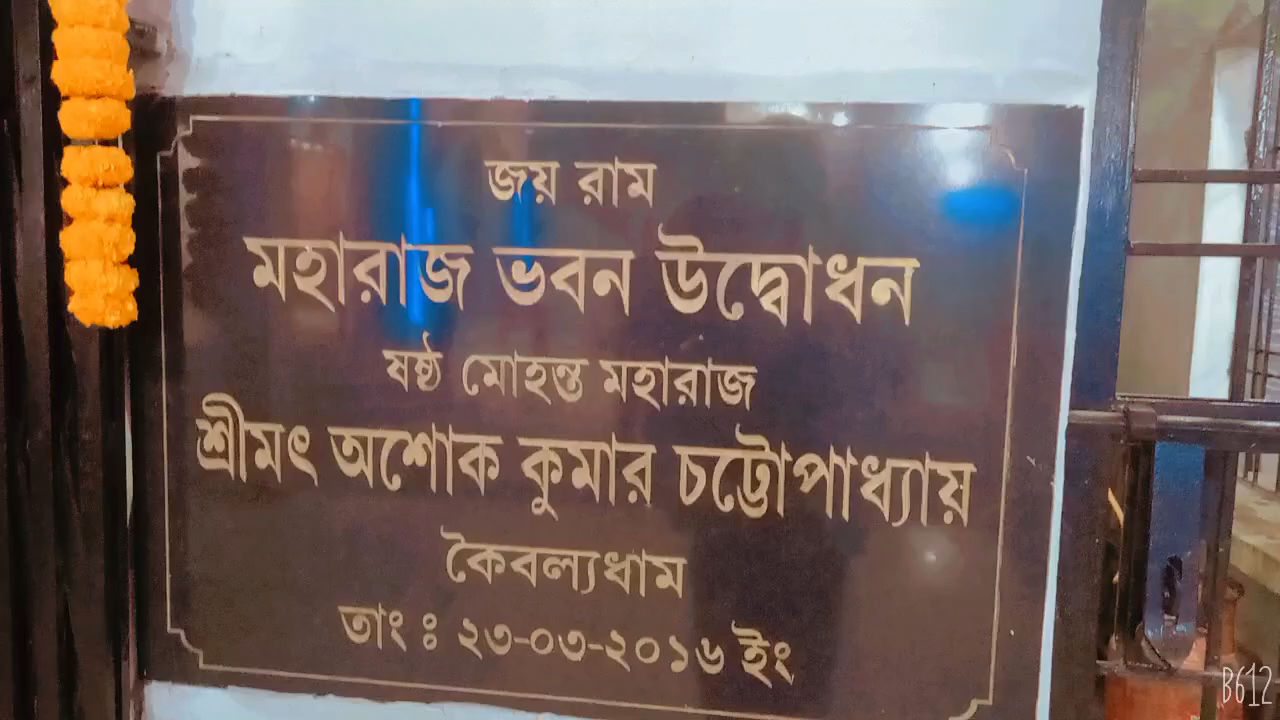 জয় রাম
মহারাজ ভবন উদ্বোধন
ষষ্ঠ মোহন্ত মহারাজ
শ্রীমৎ অশোক কুমার চট্টোপাধ্যায়
কৈবল্যধাম
তাং ঃ ২৩-০৩-২০১৬ ইং
B612